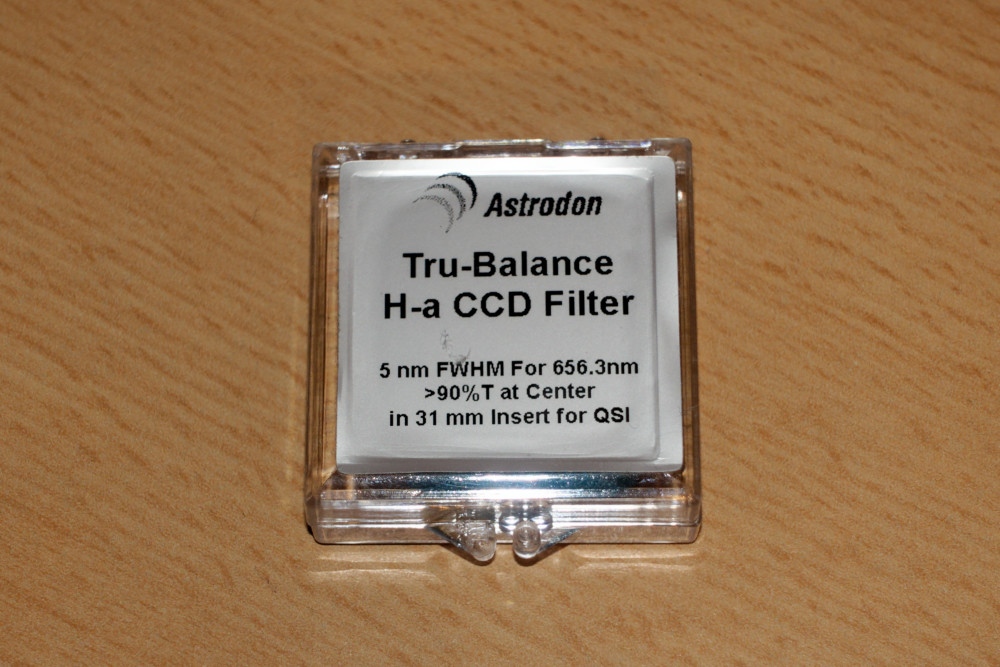 Astrodon
Tru-Balance
H-a CCD Filter
5 nm FWHM For 656.3nm
>90%T at Center
in 31 mm Insert for QSI